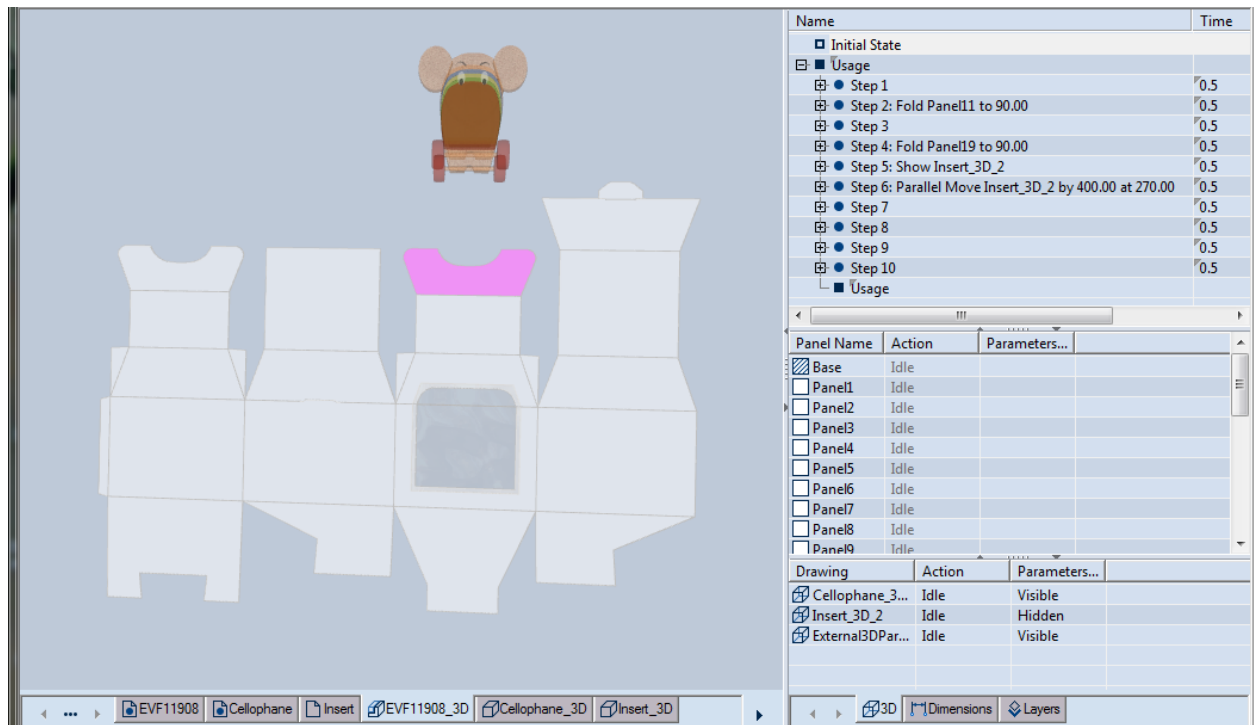 Name Time
Initial State
Usage
Step 1 0.5
Step 2: Fold Panel11 to 90.00 0.5
Step 3 0.5
Step 4: Fold Panel19 to 90.00 0.5
Step 5: Show Insert_3D_2 0.5
Step 6: Parallel Move Insert_3D_2 by 400.00 at 270.00 0.5
Step 7 0.5
Step 8 0.5
Step 9 0.5
Step 10 0.5
Usage
Panel Name Action Parameters...
Base Idle
Panel1 Idle
Panel2 Idle
Panel3 Idle
Panel4 Idle
Panel5 Idle
Panel6 Idle
Panel7 Idle
Panel8 Idle
Panel9 Idle
Drawing Action Parameters...
Cellophane_3... Idle Visible
Insert_3D_2 Idle Hidden
External3DPar... Idle Visible
... EVF11908 Cellophane Insert EVF11908_3D Cellophane_3D Insert_3D
3D Dimensions Layers